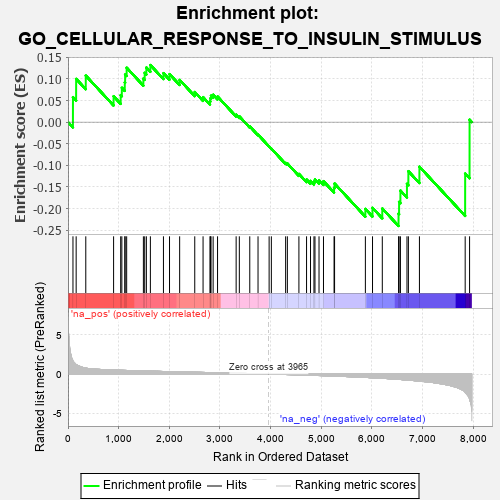 Enrichment plot:
GO_CELLULAR_RESPONSE_TO_INSULIN_STIMULUS
Enrichment score (ES)
0.15
0.10
0.05
0.00
-0.05
-0.10
-0.15
-0.20
-0.25
'na_pos' (positively correlated)
Ranked list metric (PreRanked)
5
0
-5
Zero cross at 3965
'na_neg' (negatively correlated)
0 1,000 2,000 3,000 4,000 5,000 6,000 7,000 8,000
Rank in Ordered Dataset
Enrichment profile Hits Ranking metric scores